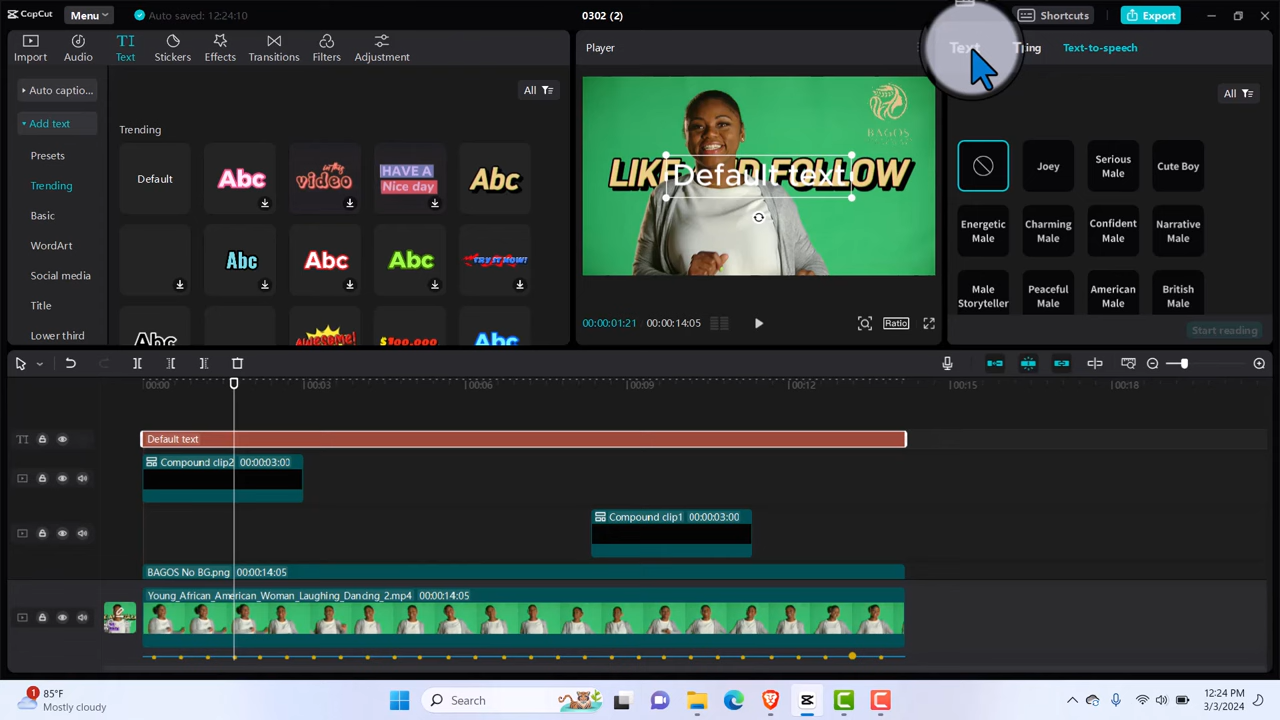 CapCut
Menu
Auto saved: 12:24:10
0302 (2)
Shortcuts
Export
Import
Audio
Text
Stickers
Effects
Transitions
Filters
Adjustment
Player
Text
Text-to-speech
Auto captio...
Add text
Presets
Trending
Basic
WordArt
Social media
Title
Lower third
All
Trending
Default
Abc
video
HAVE A
Nice day
Abc
Abc
Abc
Abc
TRY IT NOW!
Abc
AWESOME
$100,000
Abc
BAGOS
Default text
00:00:01:21
00:00:14:05
Ratio
All
Joey
Serious
Male
Cute Boy
Energetic
Male
Charming
Male
Confident
Male
Narrative
Male
Male
Storyteller
Peaceful
Male
American
Male
British
Male
Start reading
00:00
00:03
00:06
00:09
00:12
00:15
00:18
TI
Default text
Compound clip2 00:00:03:00
Compound clip1 00:00:03:00
BAGOS No BG.png 00:00:14:05
Young_African_American_Woman_Laughing_Dancing_2.mp4 00:00:14:05
1
85°F
Mostly cloudy
Search
12:24 PM
3/3/2024